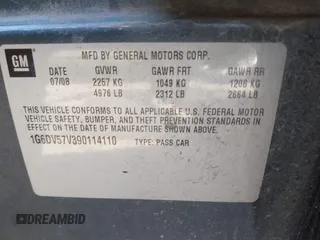 GM
MFD BY GENERAL MOTORS CORP.
DATE GVWR GAWR FRT GAWR RR
07/08 2257 KG 1049 KG 1208 KG
4976 LB 2312 LB 2664 LB
THIS VEHICLE CONFORMS TO ALL APPLICABLE U.S. FEDERAL MOTOR
VEHICLE SAFETY, BUMPER, AND THEFT PREVENTION STANDARDS IN
EFFECT ON THE DATE OF MANUFACTURE SHOWN ABOVE.
1G6DV57V390114110 TYPE: PASS CAR
DREAMBID